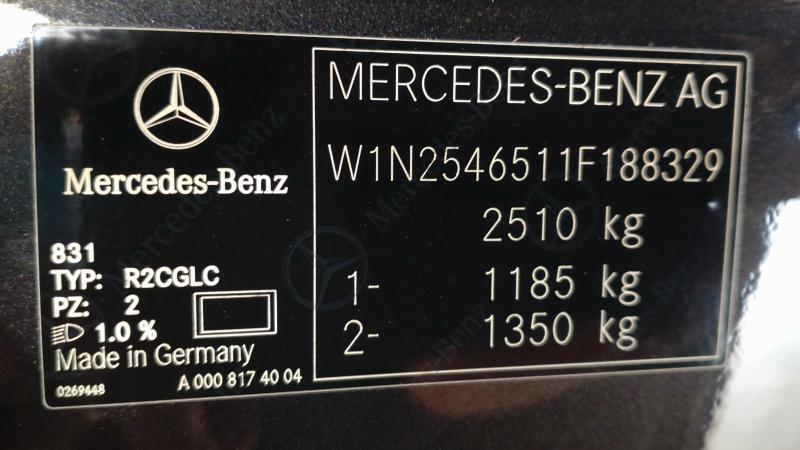 Mercedes-Benz
831
TYP: R2CGLC
PZ: 2
1.0 %
Made in Germany
0269448
A 000 817 40 04
MERCEDES-BENZ AG
W1N2546511F188329
2510 kg
1- 1185 kg
2- 1350 kg